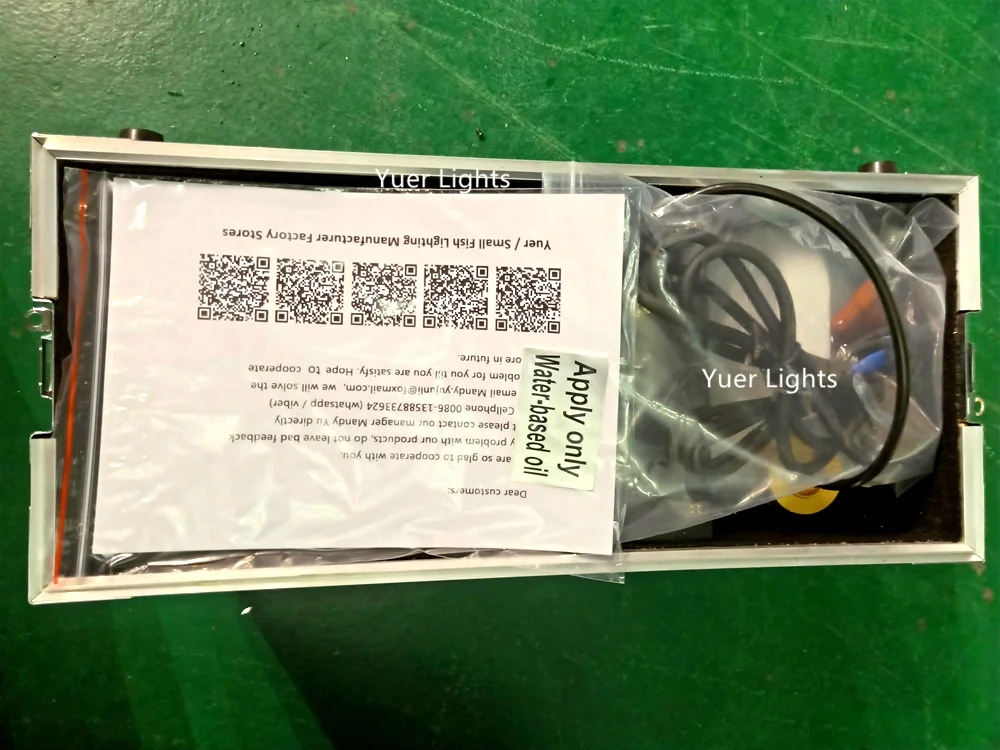 Yuer Lights
Dear customers:
are so glad to cooperate with you.
y problem with our products, do not leave bad feedback
t please contact our manager Mandy Yu directly
Cellphone 0086-13588733624 (whatsapp / viber)
email Mandy:yujunli@foxmail.com, we will solve the
oblem for you til you are satisfy. Hope to cooperate
ore in future.
Yuer / Small Fish Lighting Manufacturer Factory Stores
Apply only
Water-based oil
Yuer Lights